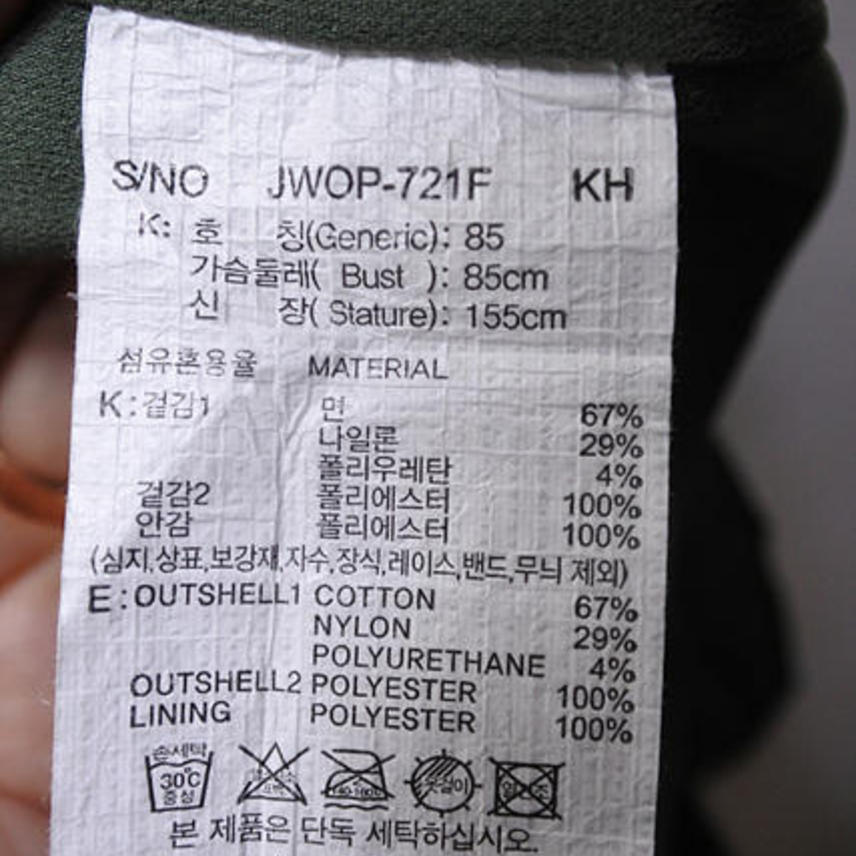 S/NO JWOP-721F KH
K: 호 칭(Generic): 85
가슴둘레( Bust ): 85cm
신 장( Stature): 155cm
섬유혼용율 MATERIAL
K:겉감1 면 67%
나일론 29%
폴리우레탄 4%
겉감2 폴리에스터 100%
안감 폴리에스터 100%
(심지,상표,보강재,자수,장식,레이스,밴드,무늬 제외)
E:OUTSHELL1 COTTON 67%
NYLON 29%
POLYURETHANE 4%
OUTSHELL2 POLYESTER 100%
LINING POLYESTER 100%
손세탁
30°C 140-160°C 옷걸이
중성
본 제품은 단독 세탁하십시오.